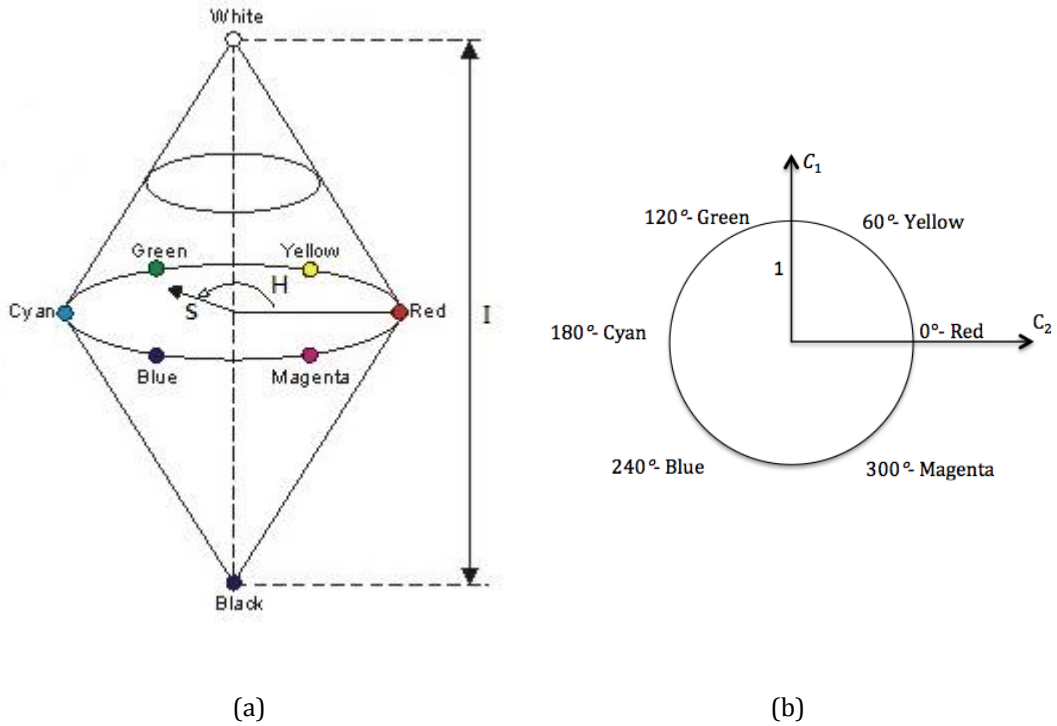 White
Green
Yellow
H
S
Cyan
Red
I
Blue
Magenta
Black
(a)
C₁
120°- Green
60°- Yellow
1
180°- Cyan
0°- Red
C₂
240°- Blue
300°- Magenta
(b)